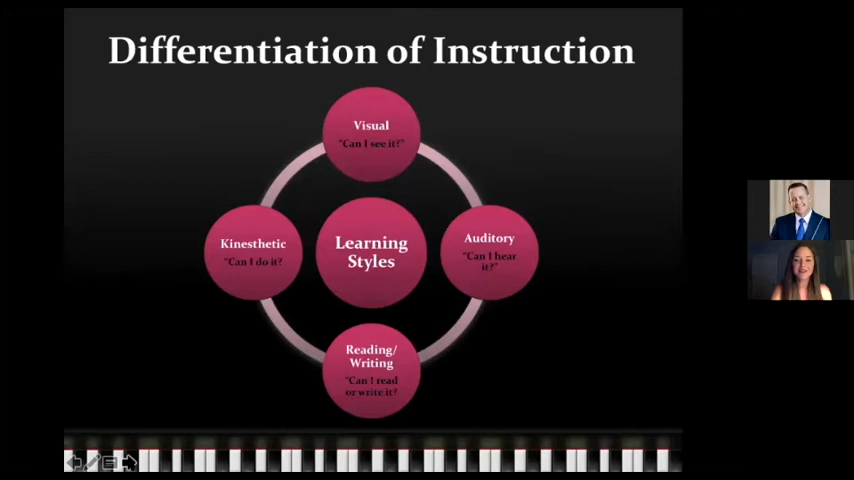 Differentiation of Instruction
Visual
"Can I see it?"
Kinesthetic
"Can I do it?
Learning
Styles
Auditory
"Can I hear
it?"
Reading/
Writing
"Can I read
or write it?